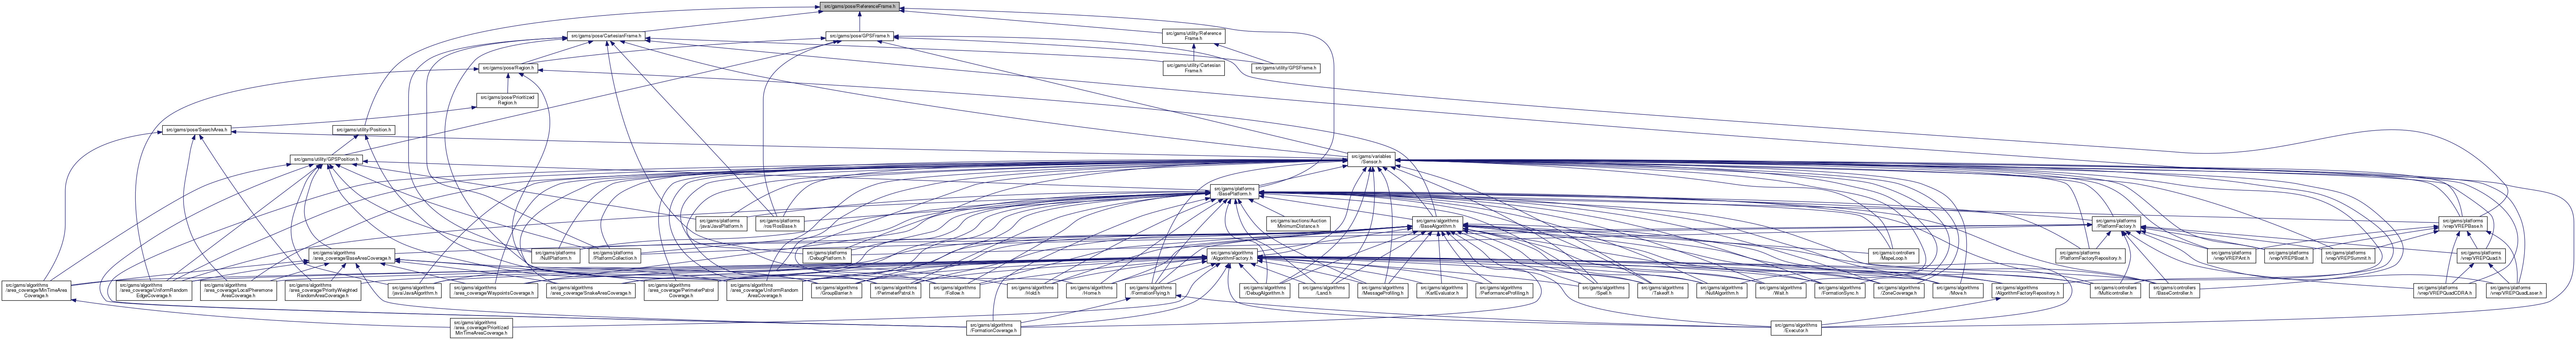 src/gams/pose/ReferenceFrame.h
src/gams/pose/CartesianFrame.h
src/gams/pose/GPSFrame.h
src/gams/utility/Reference
Frame.h
src/gams/pose/Region.h
src/gams/utility/Cartesian
Frame.h
src/gams/utility/GPSFrame.h
src/gams/pose/Prioritized
Region.h
src/gams/pose/SearchArea.h
src/gams/utility/Position.h
src/gams/utility/GPSPosition.h
src/gams/variables
/Sensor.h
src/gams/platforms
/BasePlatform.h
src/gams/platforms
/java/JavaPlatform.h
src/gams/platforms
/ros/RosBase.h
src/gams/auctions/Auction
MinimumDistance.h
src/gams/algorithms
/BaseAlgorithm.h
src/gams/platforms
/PlatformFactory.h
src/gams/platforms
/vrep/VREPBase.h
src/gams/algorithms
/area_coverage/BaseAreaCoverage.h
src/gams/platforms
/NullPlatform.h
src/gams/platforms
/PlatformCollection.h
src/gams/platforms
/DebugPlatform.h
src/gams/algorithms
/AlgorithmFactory.h
src/gams/controllers
/MapeLoop.h
src/gams/platforms
/PlatformFactoryRepository.h
src/gams/platforms
/vrep/VREPAnt.h
src/gams/platforms
/vrep/VREPBoat.h
src/gams/platforms
/vrep/VREPSummit.h
src/gams/platforms
/vrep/VREPQuad.h
src/gams/algorithms
/area_coverage/MinTimeArea
Coverage.h
src/gams/algorithms
/area_coverage/UniformRandom
EdgeCoverage.h
src/gams/algorithms
/area_coverage/LocalPheremone
AreaCoverage.h
src/gams/algorithms
/area_coverage/PriorityWeighted
RandomAreaCoverage.h
src/gams/algorithms
/java/JavaAlgorithm.h
src/gams/algorithms
/area_coverage/WaypointsCoverage.h
src/gams/algorithms
/area_coverage/SnakeAreaCoverage.h
src/gams/algorithms
/area_coverage/PerimeterPatrol
Coverage.h
src/gams/algorithms
/area_coverage/UniformRandom
AreaCoverage.h
src/gams/algorithms
/GroupBarrier.h
src/gams/algorithms
/PerimeterPatrol.h
src/gams/algorithms
/Follow.h
src/gams/algorithms
/Hold.h
src/gams/algorithms
/Home.h
src/gams/algorithms
/FormationFlying.h
src/gams/algorithms
/DebugAlgorithm.h
src/gams/algorithms
/Land.h
src/gams/algorithms
/MessageProfiling.h
src/gams/algorithms
/KarlEvaluator.h
src/gams/algorithms
/PerformanceProfiling.h
src/gams/algorithms
/Spell.h
src/gams/algorithms
/Takeoff.h
src/gams/algorithms
/NullAlgorithm.h
src/gams/algorithms
/Wait.h
src/gams/algorithms
/FormationSync.h
src/gams/algorithms
/ZoneCoverage.h
src/gams/algorithms
/Move.h
src/gams/algorithms
/AlgorithmFactoryRepository.h
src/gams/controllers
/Multicontroller.h
src/gams/controllers
/BaseController.h
src/gams/platforms
/vrep/VREPQuadCORA.h
src/gams/platforms
/vrep/VREPQuadLaser.h
src/gams/algorithms
/area_coverage/Prioritized
MinTimeAreaCoverage.h
src/gams/algorithms
/FormationCoverage.h
src/gams/algorithms
/Executor.h